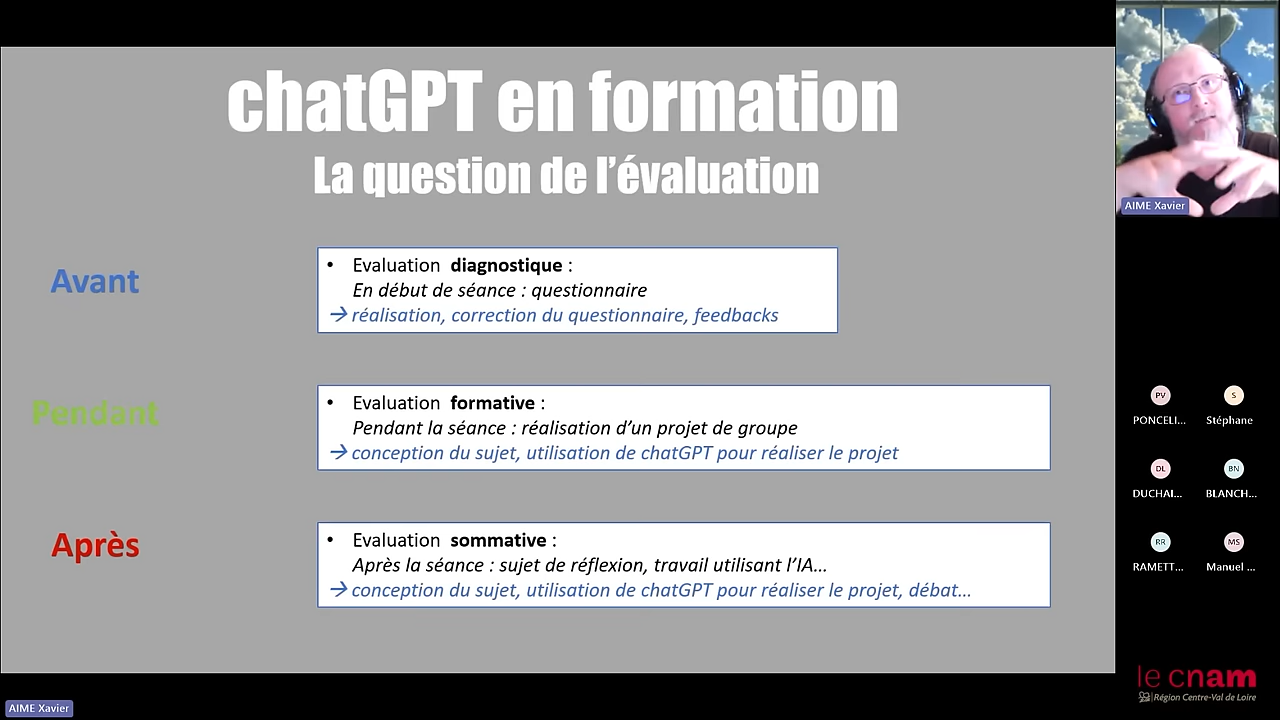 chatGPT en formation
La question de l'évaluation
Avant
• Evaluation diagnostique :
En début de séance : questionnaire
→ réalisation, correction du questionnaire, feedbacks
Pendant
• Evaluation formative :
Pendant la séance : réalisation d'un projet de groupe
→ conception du sujet, utilisation de chatGPT pour réaliser le projet
Après
• Evaluation sommative :
Après la séance : sujet de réflexion, travail utilisant l'IA...
→ conception du sujet, utilisation de chatGPT pour réaliser le projet, débat...
AIME Xavier
AIME Xavier
PV
S
PONCELI...
Stéphane
DL
BN
DUCHAI...
BLANCH...
RR
MS
RAMETT...
Manuel ...
le cnam
Région Centre-Val de Loire